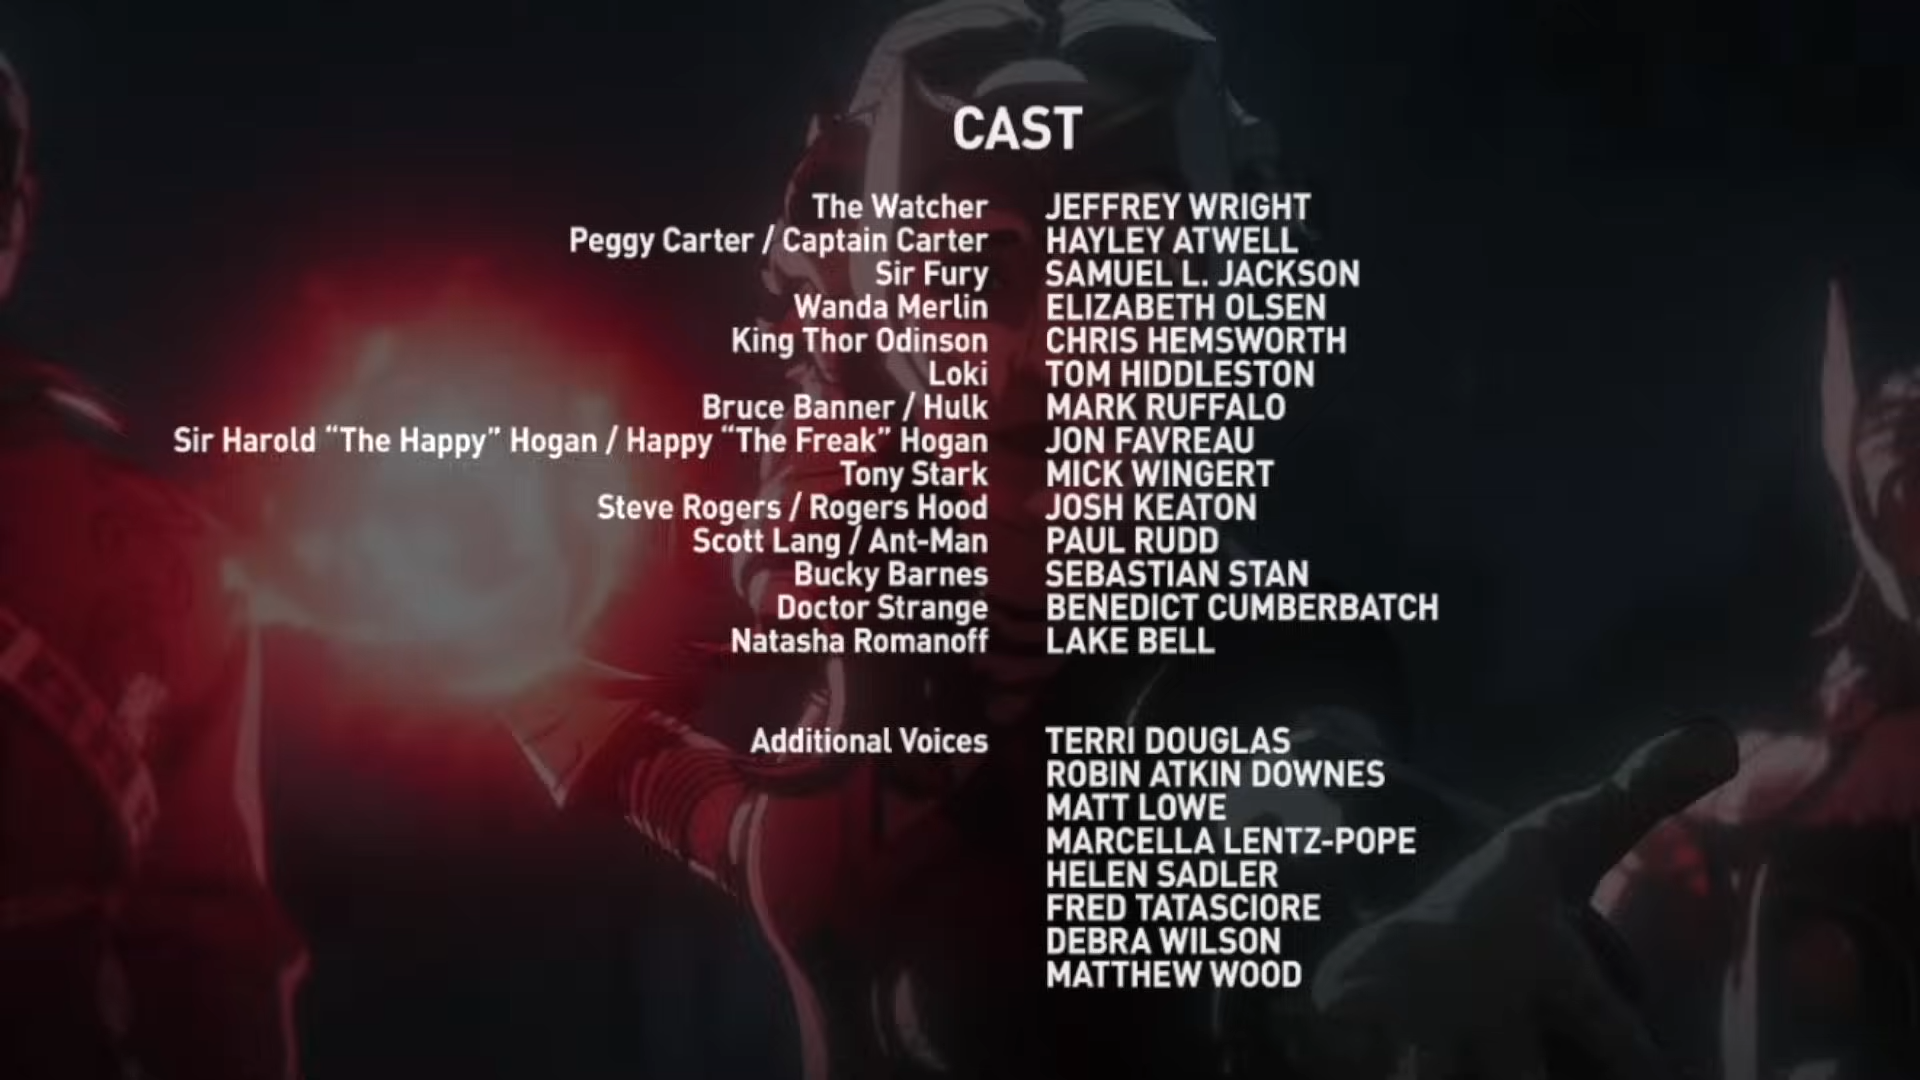 CAST
The Watcher JEFFREY WRIGHT
Peggy Carter / Captain Carter HAYLEY ATWELL
Sir Fury SAMUEL L. JACKSON
Wanda Merlin ELIZABETH OLSEN
King Thor Odinson CHRIS HEMSWORTH
Loki TOM HIDDLESTON
Bruce Banner / Hulk MARK RUFFALO
Sir Harold “The Happy” Hogan / Happy “The Freak” Hogan JON FAVREAU
Tony Stark MICK WINGERT
Steve Rogers / Rogers Hood JOSH KEATON
Scott Lang / Ant-Man PAUL RUDD
Bucky Barnes SEBASTIAN STAN
Doctor Strange BENEDICT CUMBERBATCH
Natasha Romanoff LAKE BELL
Additional Voices TERRI DOUGLAS
ROBIN ATKIN DOWNES
MATT LOWE
MARCELLA LENTZ-POPE
HELEN SADLER
FRED TATASCIORE
DEBRA WILSON
MATTHEW WOOD